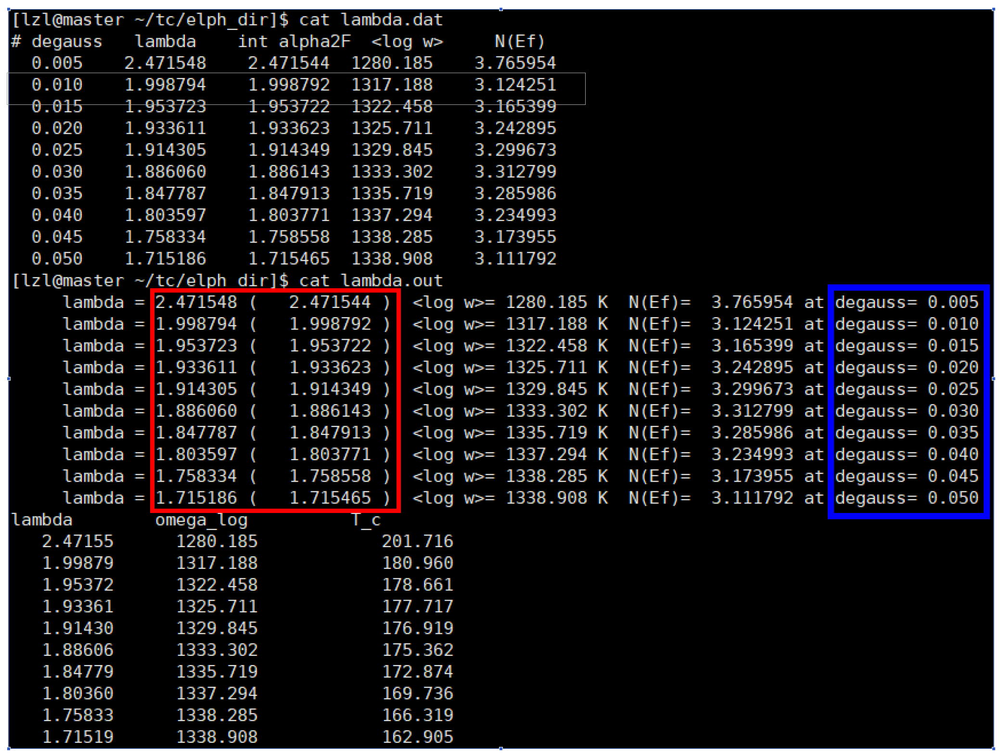 [lzl@master ~/tc/elph_dir]$ cat lambda.dat
# degauss   lambda    int alpha2F  <log w>     N(Ef)
  0.005    2.471548    2.471544  1280.185    3.765954
  0.010    1.998794    1.998792  1317.188    3.124251
  0.015    1.953723    1.953722  1322.458    3.165399
  0.020    1.933611    1.933623  1325.711    3.242895
  0.025    1.914305    1.914349  1329.845    3.299673
  0.030    1.886060    1.886143  1333.302    3.312799
  0.035    1.847787    1.847913  1335.719    3.285986
  0.040    1.803597    1.803771  1337.294    3.234993
  0.045    1.758334    1.758558  1338.285    3.173955
  0.050    1.715186    1.715465  1338.908    3.111792
[lzl@master ~/tc/elph_dir]$ cat lambda.out
     lambda = 2.471548 (   2.471544 )  <log w>= 1280.185 K  N(Ef)=  3.765954 at degauss= 0.005
     lambda = 1.998794 (   1.998792 )  <log w>= 1317.188 K  N(Ef)=  3.124251 at degauss= 0.010
     lambda = 1.953723 (   1.953722 )  <log w>= 1322.458 K  N(Ef)=  3.165399 at degauss= 0.015
     lambda = 1.933611 (   1.933623 )  <log w>= 1325.711 K  N(Ef)=  3.242895 at degauss= 0.020
     lambda = 1.914305 (   1.914349 )  <log w>= 1329.845 K  N(Ef)=  3.299673 at degauss= 0.025
     lambda = 1.886060 (   1.886143 )  <log w>= 1333.302 K  N(Ef)=  3.312799 at degauss= 0.030
     lambda = 1.847787 (   1.847913 )  <log w>= 1335.719 K  N(Ef)=  3.285986 at degauss= 0.035
     lambda = 1.803597 (   1.803771 )  <log w>= 1337.294 K  N(Ef)=  3.234993 at degauss= 0.040
     lambda = 1.758334 (   1.758558 )  <log w>= 1338.285 K  N(Ef)=  3.173955 at degauss= 0.045
     lambda = 1.715186 (   1.715465 )  <log w>= 1338.908 K  N(Ef)=  3.111792 at degauss= 0.050
lambda        omega_log          T_c
   2.47155      1280.185            201.716
   1.99879      1317.188            180.960
   1.95372      1322.458            178.661
   1.93361      1325.711            177.717
   1.91430      1329.845            176.919
   1.88606      1333.302            175.362
   1.84779      1335.719            172.874
   1.80360      1337.294            169.736
   1.75833      1338.285            166.319
   1.71519      1338.908            162.905